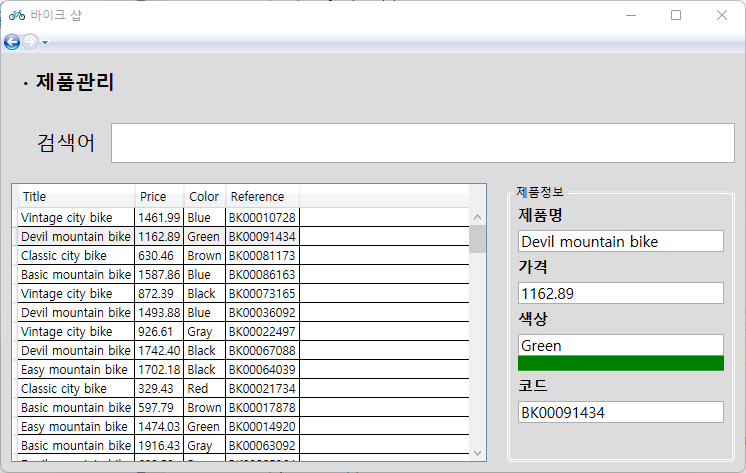 바이크 샵
· 제품관리
검색어
Title Price Color Reference
Vintage city bike 1461.99 Blue BK00010728
Devil mountain bike 1162.89 Green BK00091434
Classic city bike 630.46 Brown BK00081173
Basic mountain bike 1587.86 Blue BK00086163
Vintage city bike 872.39 Black BK00073165
Devil mountain bike 1493.88 Blue BK00036092
Vintage city bike 926.61 Gray BK00022497
Devil mountain bike 1742.40 Black BK00067088
Easy mountain bike 1702.18 Black BK00064039
Classic city bike 329.43 Red BK00021734
Basic mountain bike 597.79 Brown BK00017878
Easy mountain bike 1474.03 Green BK00014920
Basic mountain bike 1916.43 Gray BK00063092
제품정보
제품명
Devil mountain bike
가격
1162.89
색상
Green
코드
BK00091434